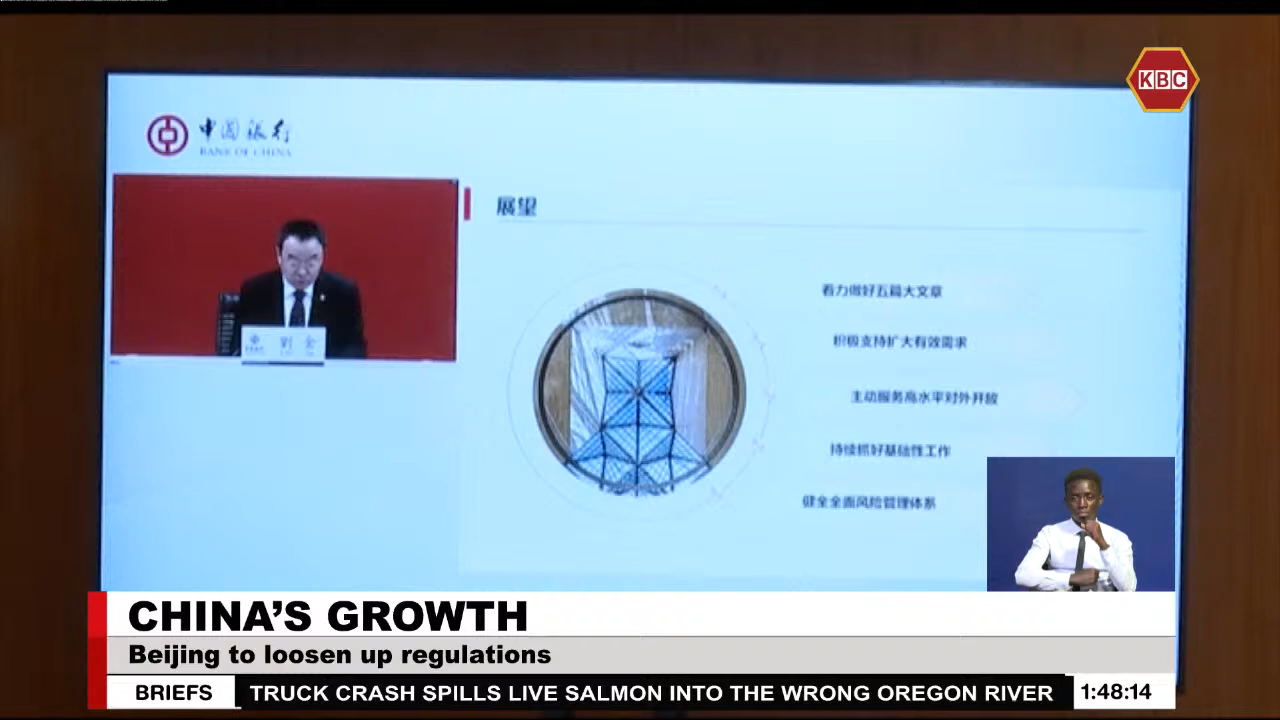 KBC
中国银行
BANK OF CHINA
展望
着力做好五篇大文章
积极支持扩大有效需求
主动服务高水平对外开放
持续抓好基础性工作
健全全面风险管理体系
刘 金
CHINA’S GROWTH
Beijing to loosen up regulations
BRIEFS
TRUCK CRASH SPILLS LIVE SALMON INTO THE WRONG OREGON RIVER
1:48:14